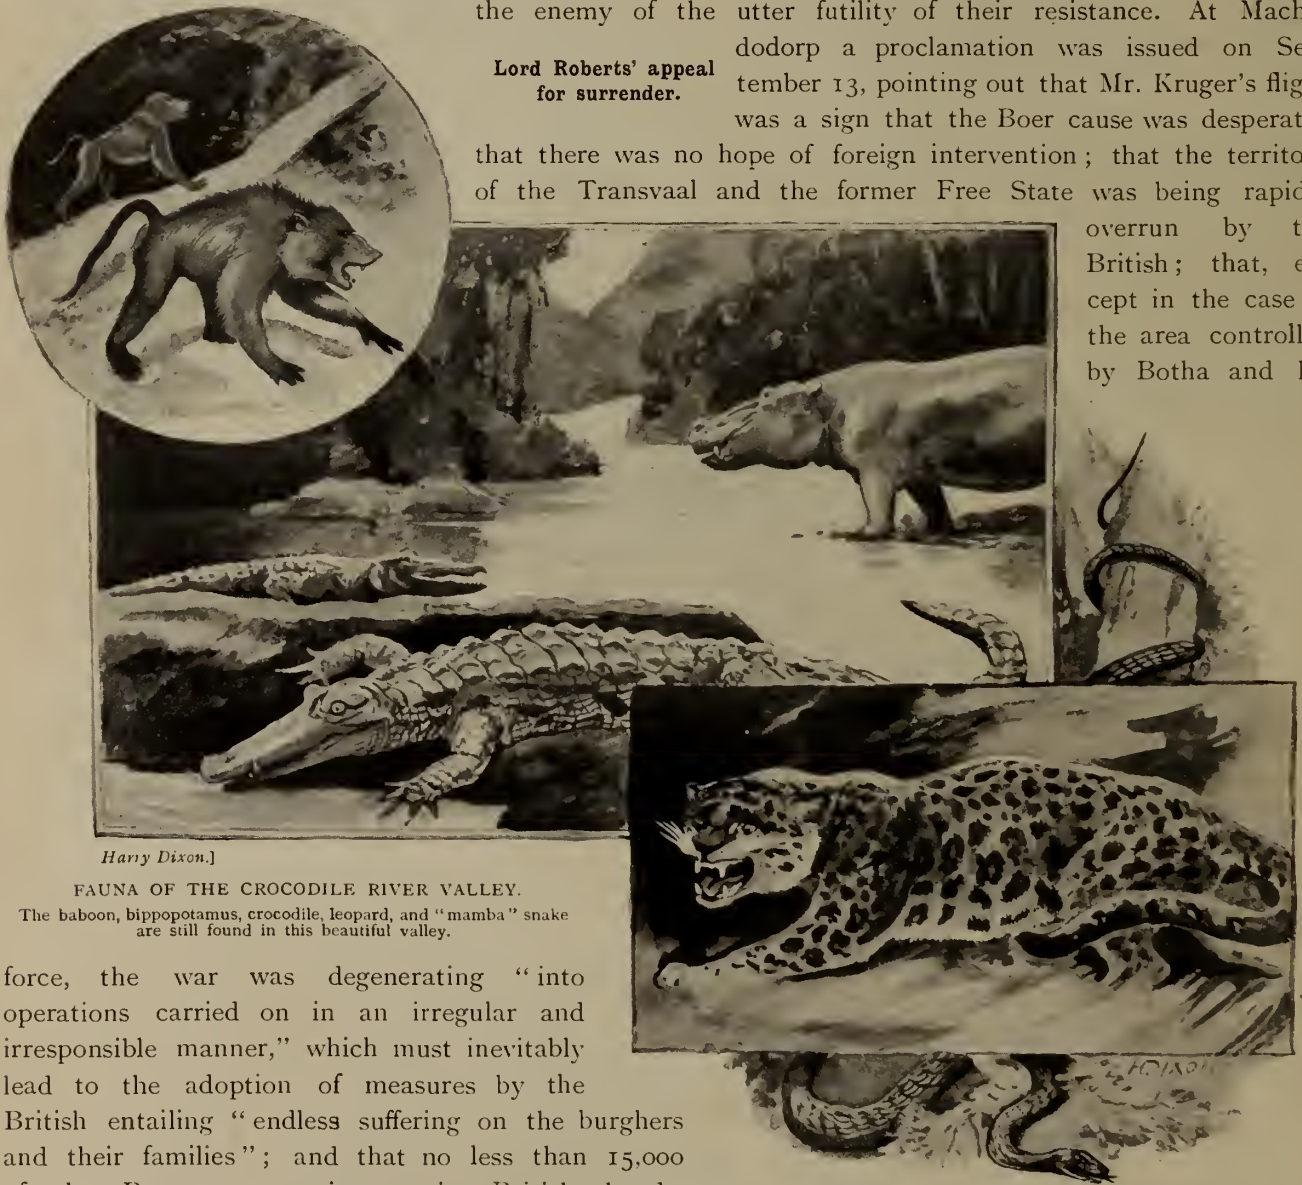 the enemy of the utter futility of their resistance. At Mach
Lord Roberts' appeal
for surrender.
dodorp a proclamation was issued on Se
tember 13, pointing out that Mr. Kruger's flig
was a sign that the Boer cause was desperat
that there was no hope of foreign intervention; that the territo
of the Transvaal and the former Free State was being rapid
overrun by t
British; that, e
cept in the case
the area controll
by Botha and
Harry Dixon.]
FAUNA OF THE CROCODILE RIVER VALLEY.
The baboon, bippopotamus, crocodile, leopard, and "mamba" snake
are still found in this beautiful valley.
force, the war was degenerating "into
operations carried on in an irregular and
irresponsible manner," which must inevitably
lead to the adoption of measures by the
British entailing "endless suffering on the burghers
and their families"; and that no less than 15,000
H DIXON